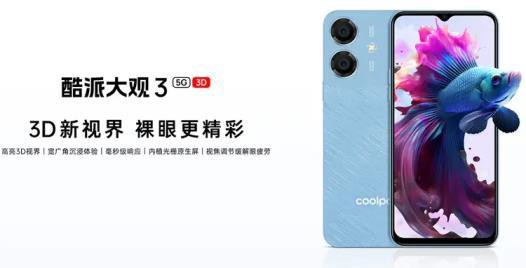 酷派大观 3 5G 3D
3D新视界 裸眼更精彩
高亮3D视界 | 宽广角沉浸体验 | 毫秒级响应 | 内植光栅原生屏 | 视焦调节缓解眼疲劳